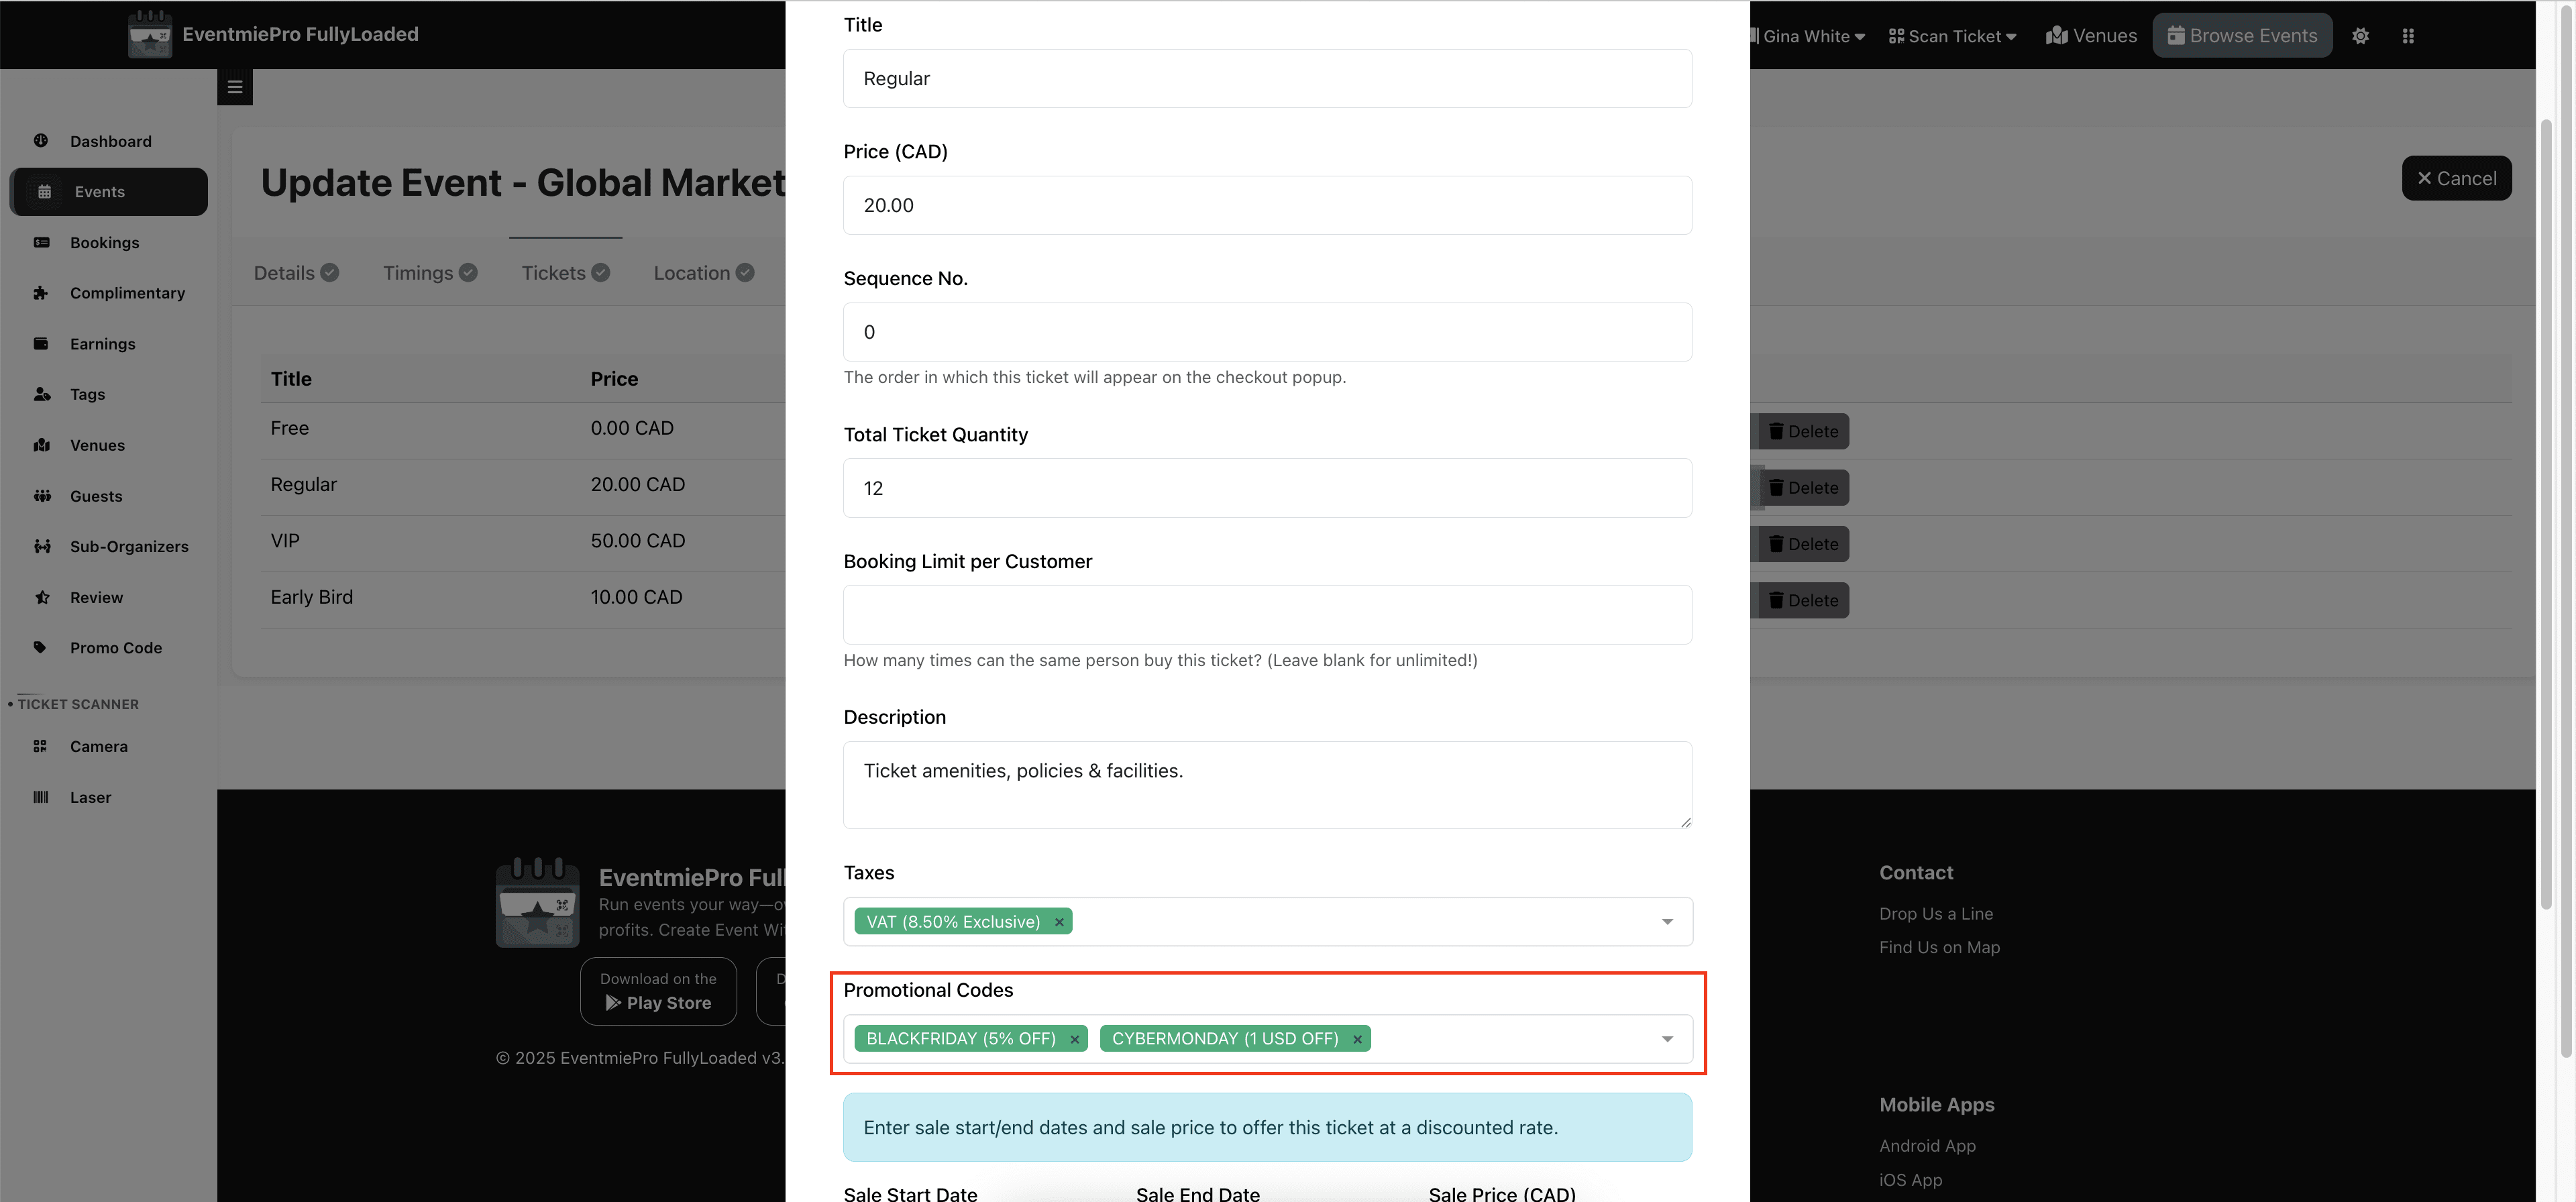 EventmiePro FullyLoaded
Gina White
Scan Ticket
Venues
Browse Events
Dashboard
Events
Bookings
Complimentary
Earnings
Tags
Venues
Guests
Sub-Organizers
Review
Promo Code
TICKET SCANNER
Camera
Laser
Update Event - Global Market
Cancel
Details
Timings
Tickets
Location
Title Price
Free 0.00 CAD
Delete
Regular 20.00 CAD
Delete
VIP 50.00 CAD
Delete
Early Bird 10.00 CAD
Delete
Title
Regular
Price (CAD)
20.00
Sequence No.
0
The order in which this ticket will appear on the checkout popup.
Total Ticket Quantity
12
Booking Limit per Customer
How many times can the same person buy this ticket? (Leave blank for unlimited!)
Description
Ticket amenities, policies & facilities.
Taxes
VAT (8.50% Exclusive) ×
Promotional Codes
BLACKFRIDAY (5% OFF) × CYBERMONDAY (1 USD OFF) ×
Enter sale start/end dates and sale price to offer this ticket at a discounted rate.
Sale Start Date Sale End Date Sale Price (CAD)
EventmiePro Full
Run events your way—o
profits. Create Event Wi
Download on the
Play Store
© 2025 EventmiePro FullyLoaded v3.
Contact
Drop Us a Line
Find Us on Map
Mobile Apps
Android App
iOS App